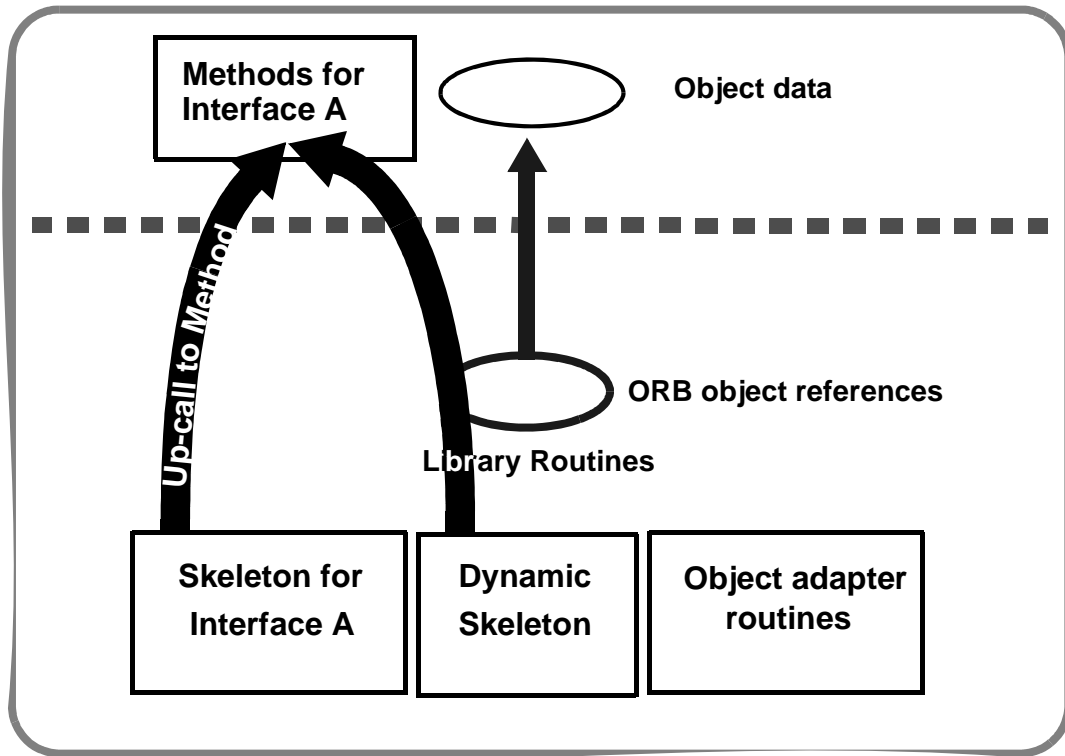 Methods for
Interface A
Object data
Up-call to Method
ORB object references
Library Routines
Skeleton for
Interface A
Dynamic
Skeleton
Object adapter
routines